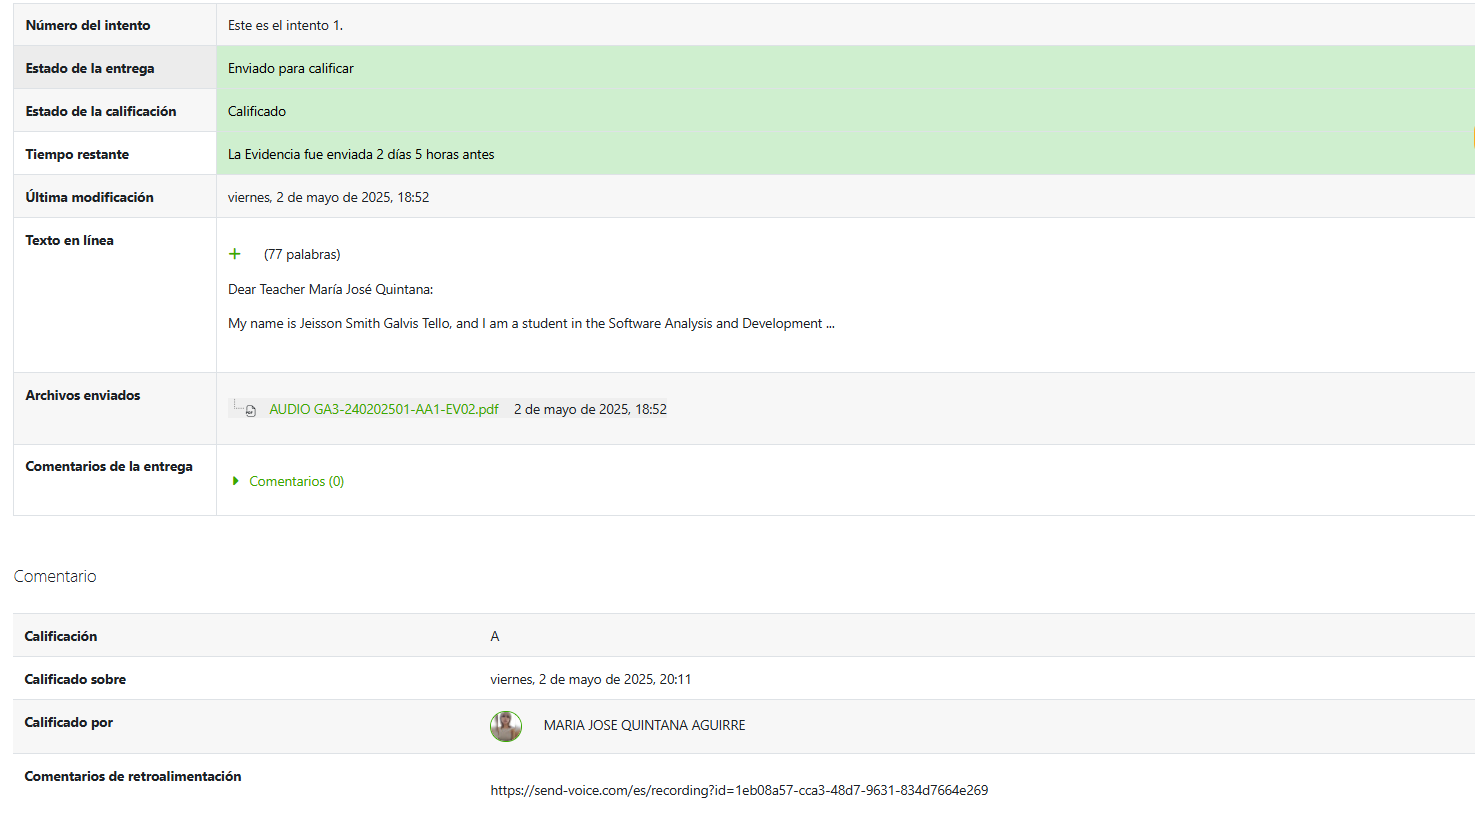 Número del intento Este es el intento 1.
Estado de la entrega Enviado para calificar
Estado de la calificación Calificado
Tiempo restante La Evidencia fue enviada 2 días 5 horas antes
Última modificación viernes, 2 de mayo de 2025, 18:52
Texto en línea
+ (77 palabras)
Dear Teacher María José Quintana:
My name is Jeisson Smith Galvis Tello, and I am a student in the Software Analysis and Development ...
Archivos enviados
AUDIO GA3-240202501-AA1-EV02.pdf 2 de mayo de 2025, 18:52
Comentarios de la entrega
Comentarios (0)
Comentario
Calificación A
Calificado sobre viernes, 2 de mayo de 2025, 20:11
Calificado por MARIA JOSE QUINTANA AGUIRRE
Comentarios de retroalimentación
https://send-voice.com/es/recording?id=1eb08a57-cca3-48d7-9631-834d7664e269